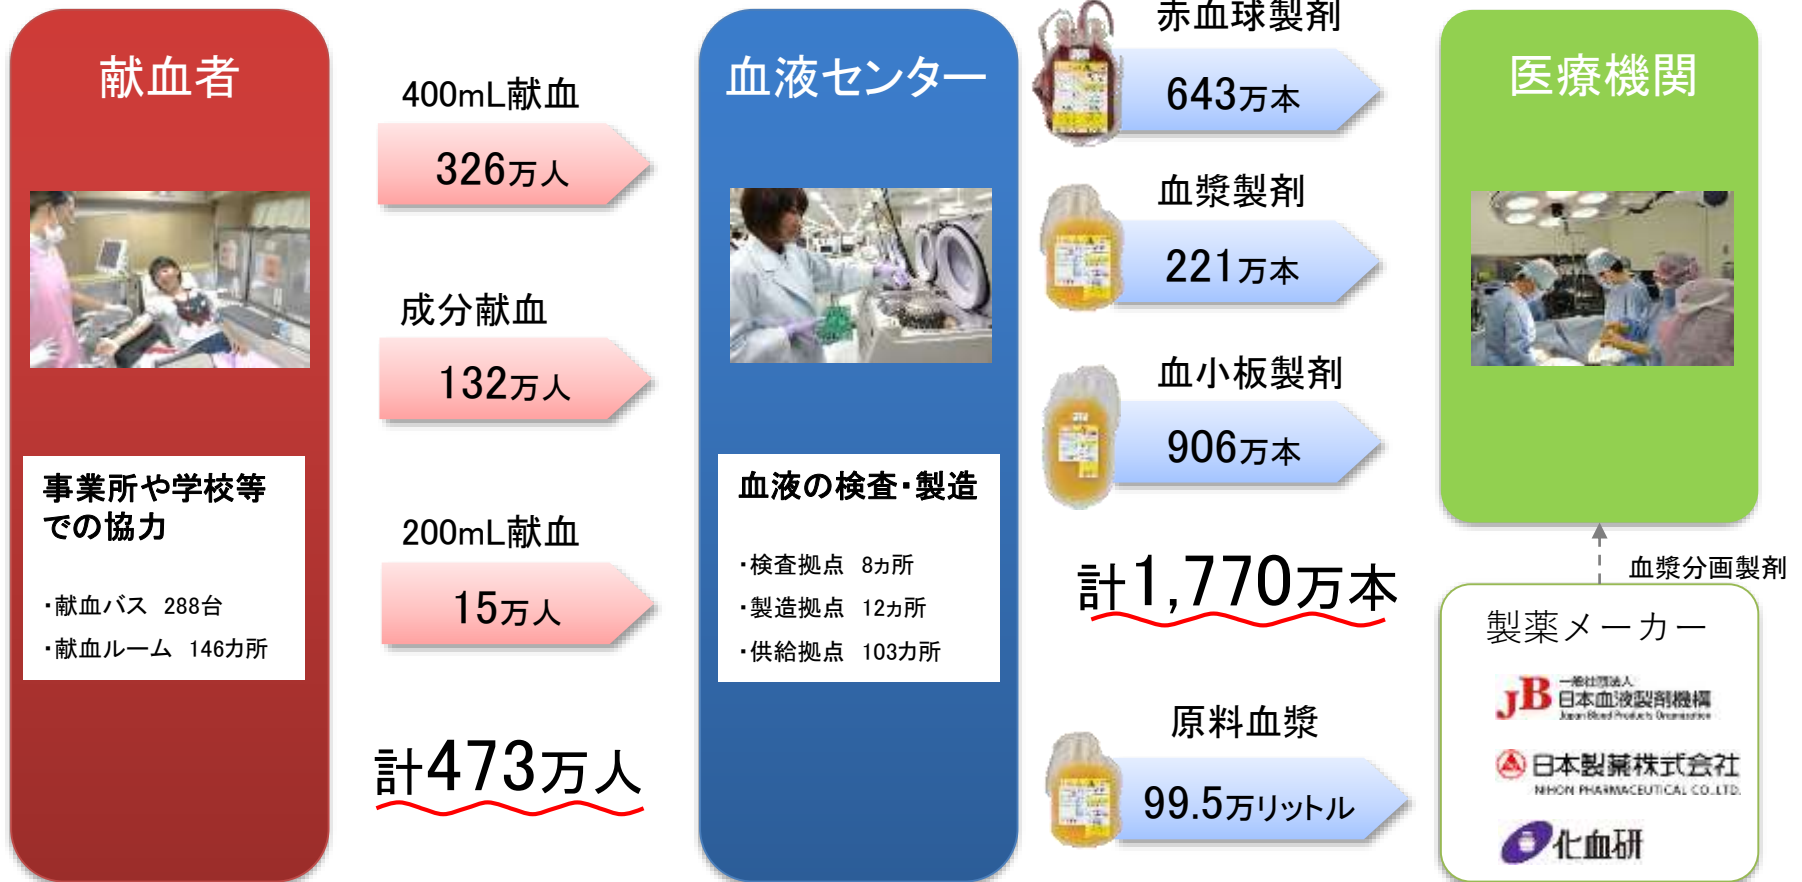 献血者
事業所や学校等
での協力
・献血バス 288台
・献血ルーム 146カ所
400mL献血
326万人
成分献血
132万人
200mL献血
15万人
計473万人
血液センター
血液の検査・製造
・検査拠点 8ヵ所
・製造拠点 12ヵ所
・供給拠点 103カ所
赤血球製剤
643万本
血漿製剤
221万本
血小板製剤
906万本
計1,770万本
原料血漿
99.5万リットル
医療機関
血漿分画製剤
製薬メーカー
JB
一般社団法人
日本血液製剤機構
Japan Blood Products Organization
日本製薬株式会社
NIHON PHARMACEUTICAL CO.,LTD.
化血研